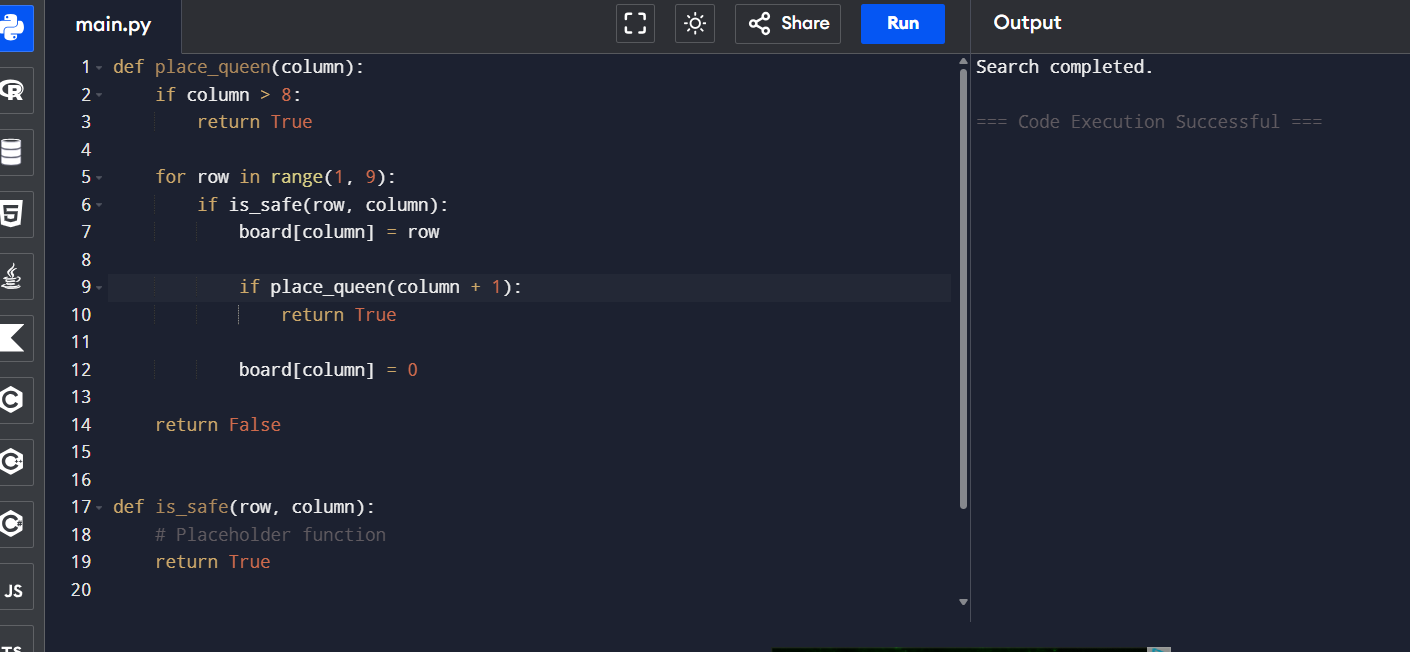 main.py
Share
Run
Output
1 def place_queen(column):
2     if column > 8:
3         return True
4
5     for row in range(1, 9):
6         if is_safe(row, column):
7             board[column] = row
8
9             if place_queen(column + 1):
10                 return True
11
12             board[column] = 0
13
14     return False
15
16
17 def is_safe(row, column):
18     # Placeholder function
19     return True
20
Search completed.
=== Code Execution Successful ===
R
5
C
C++
C#
JS